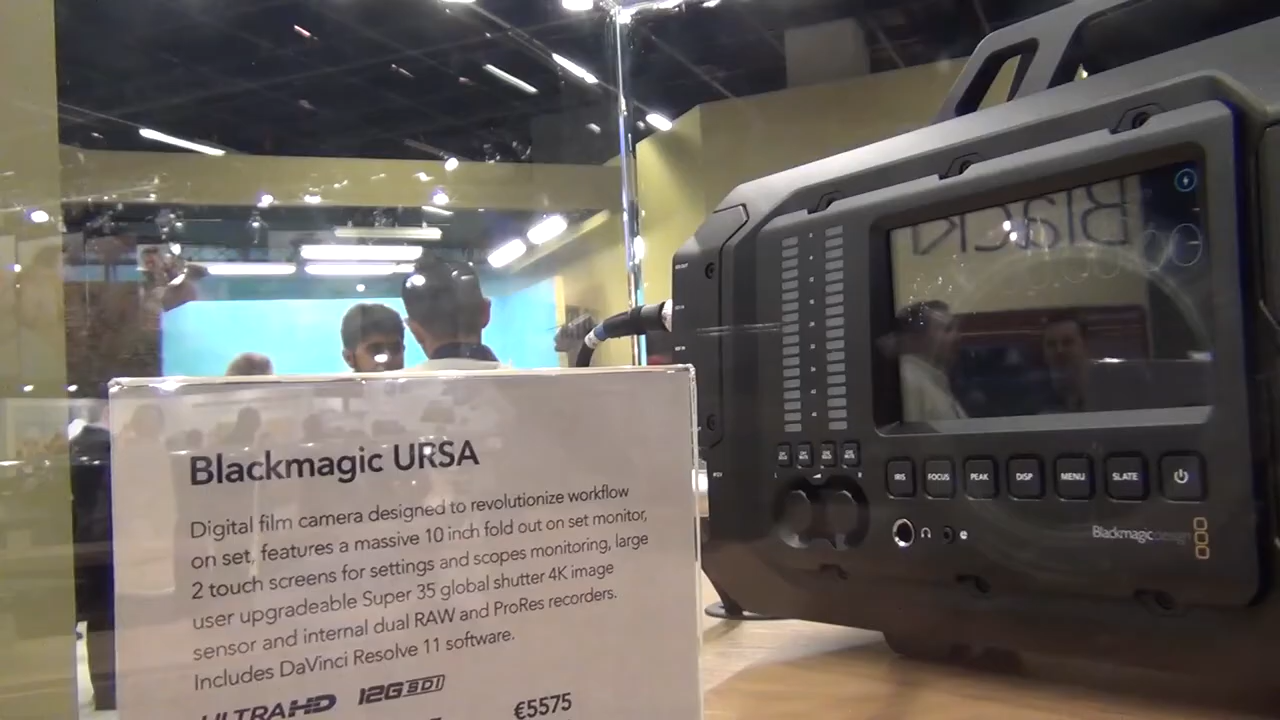 Blackmagic URSA
Digital film camera designed to revolutionize workflow
on set, features a massive 10 inch fold out on set monitor,
2 touch screens for settings and scopes monitoring, large
user upgradeable Super 35 global shutter 4K image
sensor and internal dual RAW and ProRes recorders.
Includes DaVinci Resolve 11 software.
ULTRAHD 12G SDI
€5575
Black
IRIS FOCUS PEAK DISP MENU SLATE
Blackmagicdesign